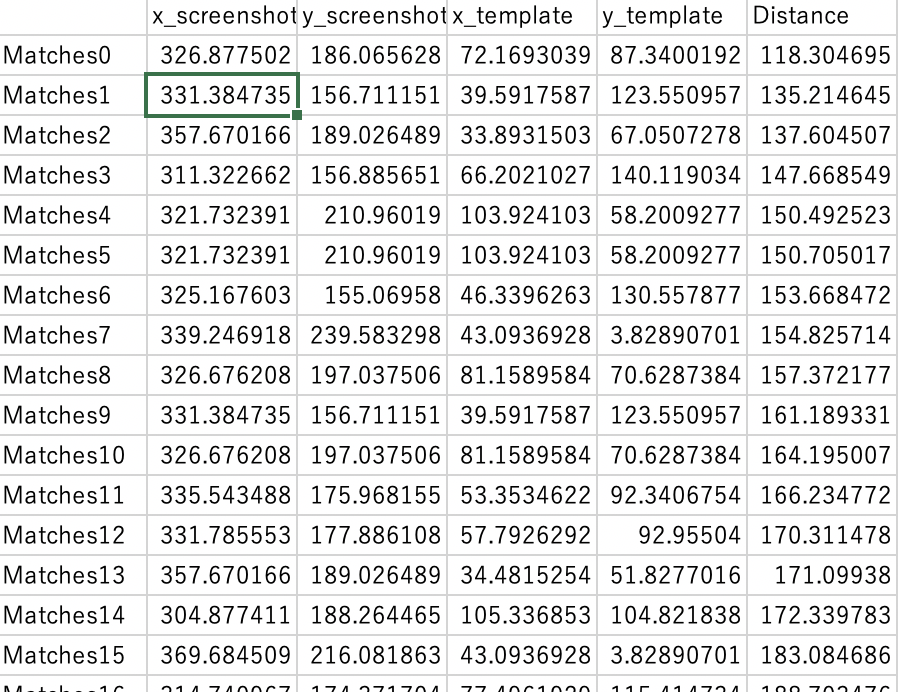 x_screenshot y_screenshot x_template y_template Distance
Matches0 326.877502 186.065628 72.1693039 87.3400192 118.304695
Matches1 331.384735 156.711151 39.5917587 123.550957 135.214645
Matches2 357.670166 189.026489 33.8931503 67.0507278 137.604507
Matches3 311.322662 156.885651 66.2021027 140.119034 147.668549
Matches4 321.732391 210.96019 103.924103 58.2009277 150.492523
Matches5 321.732391 210.96019 103.924103 58.2009277 150.705017
Matches6 325.167603 155.06958 46.3396263 130.557877 153.668472
Matches7 339.246918 239.583298 43.0936928 3.82890701 154.825714
Matches8 326.676208 197.037506 81.1589584 70.6287384 157.372177
Matches9 331.384735 156.711151 39.5917587 123.550957 161.189331
Matches10 326.676208 197.037506 81.1589584 70.6287384 164.195007
Matches11 335.543488 175.968155 53.3534622 92.3406754 166.234772
Matches12 331.785553 177.886108 57.7926292 92.95504 170.311478
Matches13 357.670166 189.026489 34.4815254 51.8277016 171.09938
Matches14 304.877411 188.264465 105.336853 104.821838 172.339783
Matches15 369.684509 216.081863 43.0936928 3.82890701 183.084686